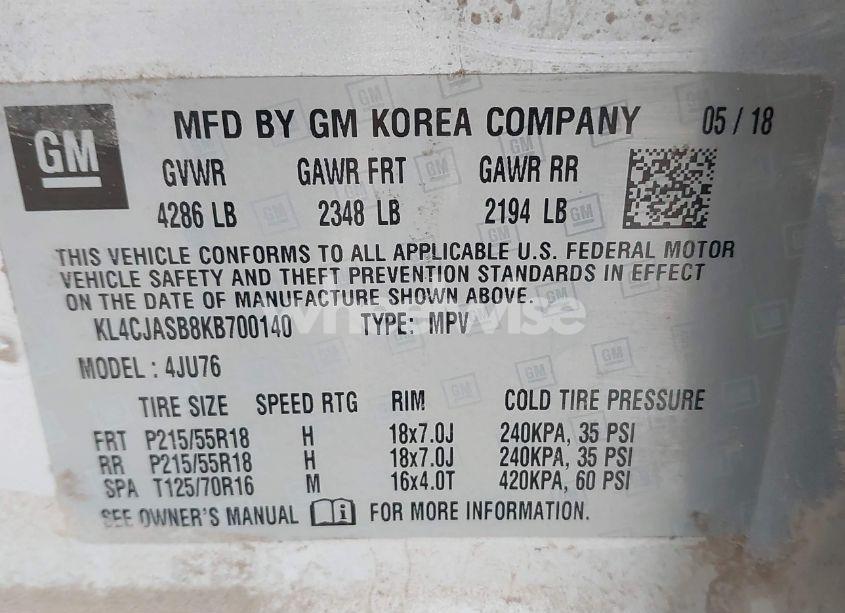 GM
MFD BY GM KOREA COMPANY 05 / 18
GVWR GAWR FRT GAWR RR
4286 LB 2348 LB 2194 LB
THIS VEHICLE CONFORMS TO ALL APPLICABLE U.S. FEDERAL MOTOR
VEHICLE SAFETY AND THEFT PREVENTION STANDARDS IN EFFECT
ON THE DATE OF MANUFACTURE SHOWN ABOVE.
KL4CJASB8KB700140 TYPE: MPV
MODEL : 4JU76
TIRE SIZE SPEED RTG RIM COLD TIRE PRESSURE
FRT P215/55R18 H 18x7.0J 240KPA, 35 PSI
RR P215/55R18 H 18x7.0J 240KPA, 35 PSI
SPA T125/70R16 M 16x4.0T 420KPA, 60 PSI
SEE OWNER'S MANUAL i FOR MORE INFORMATION.